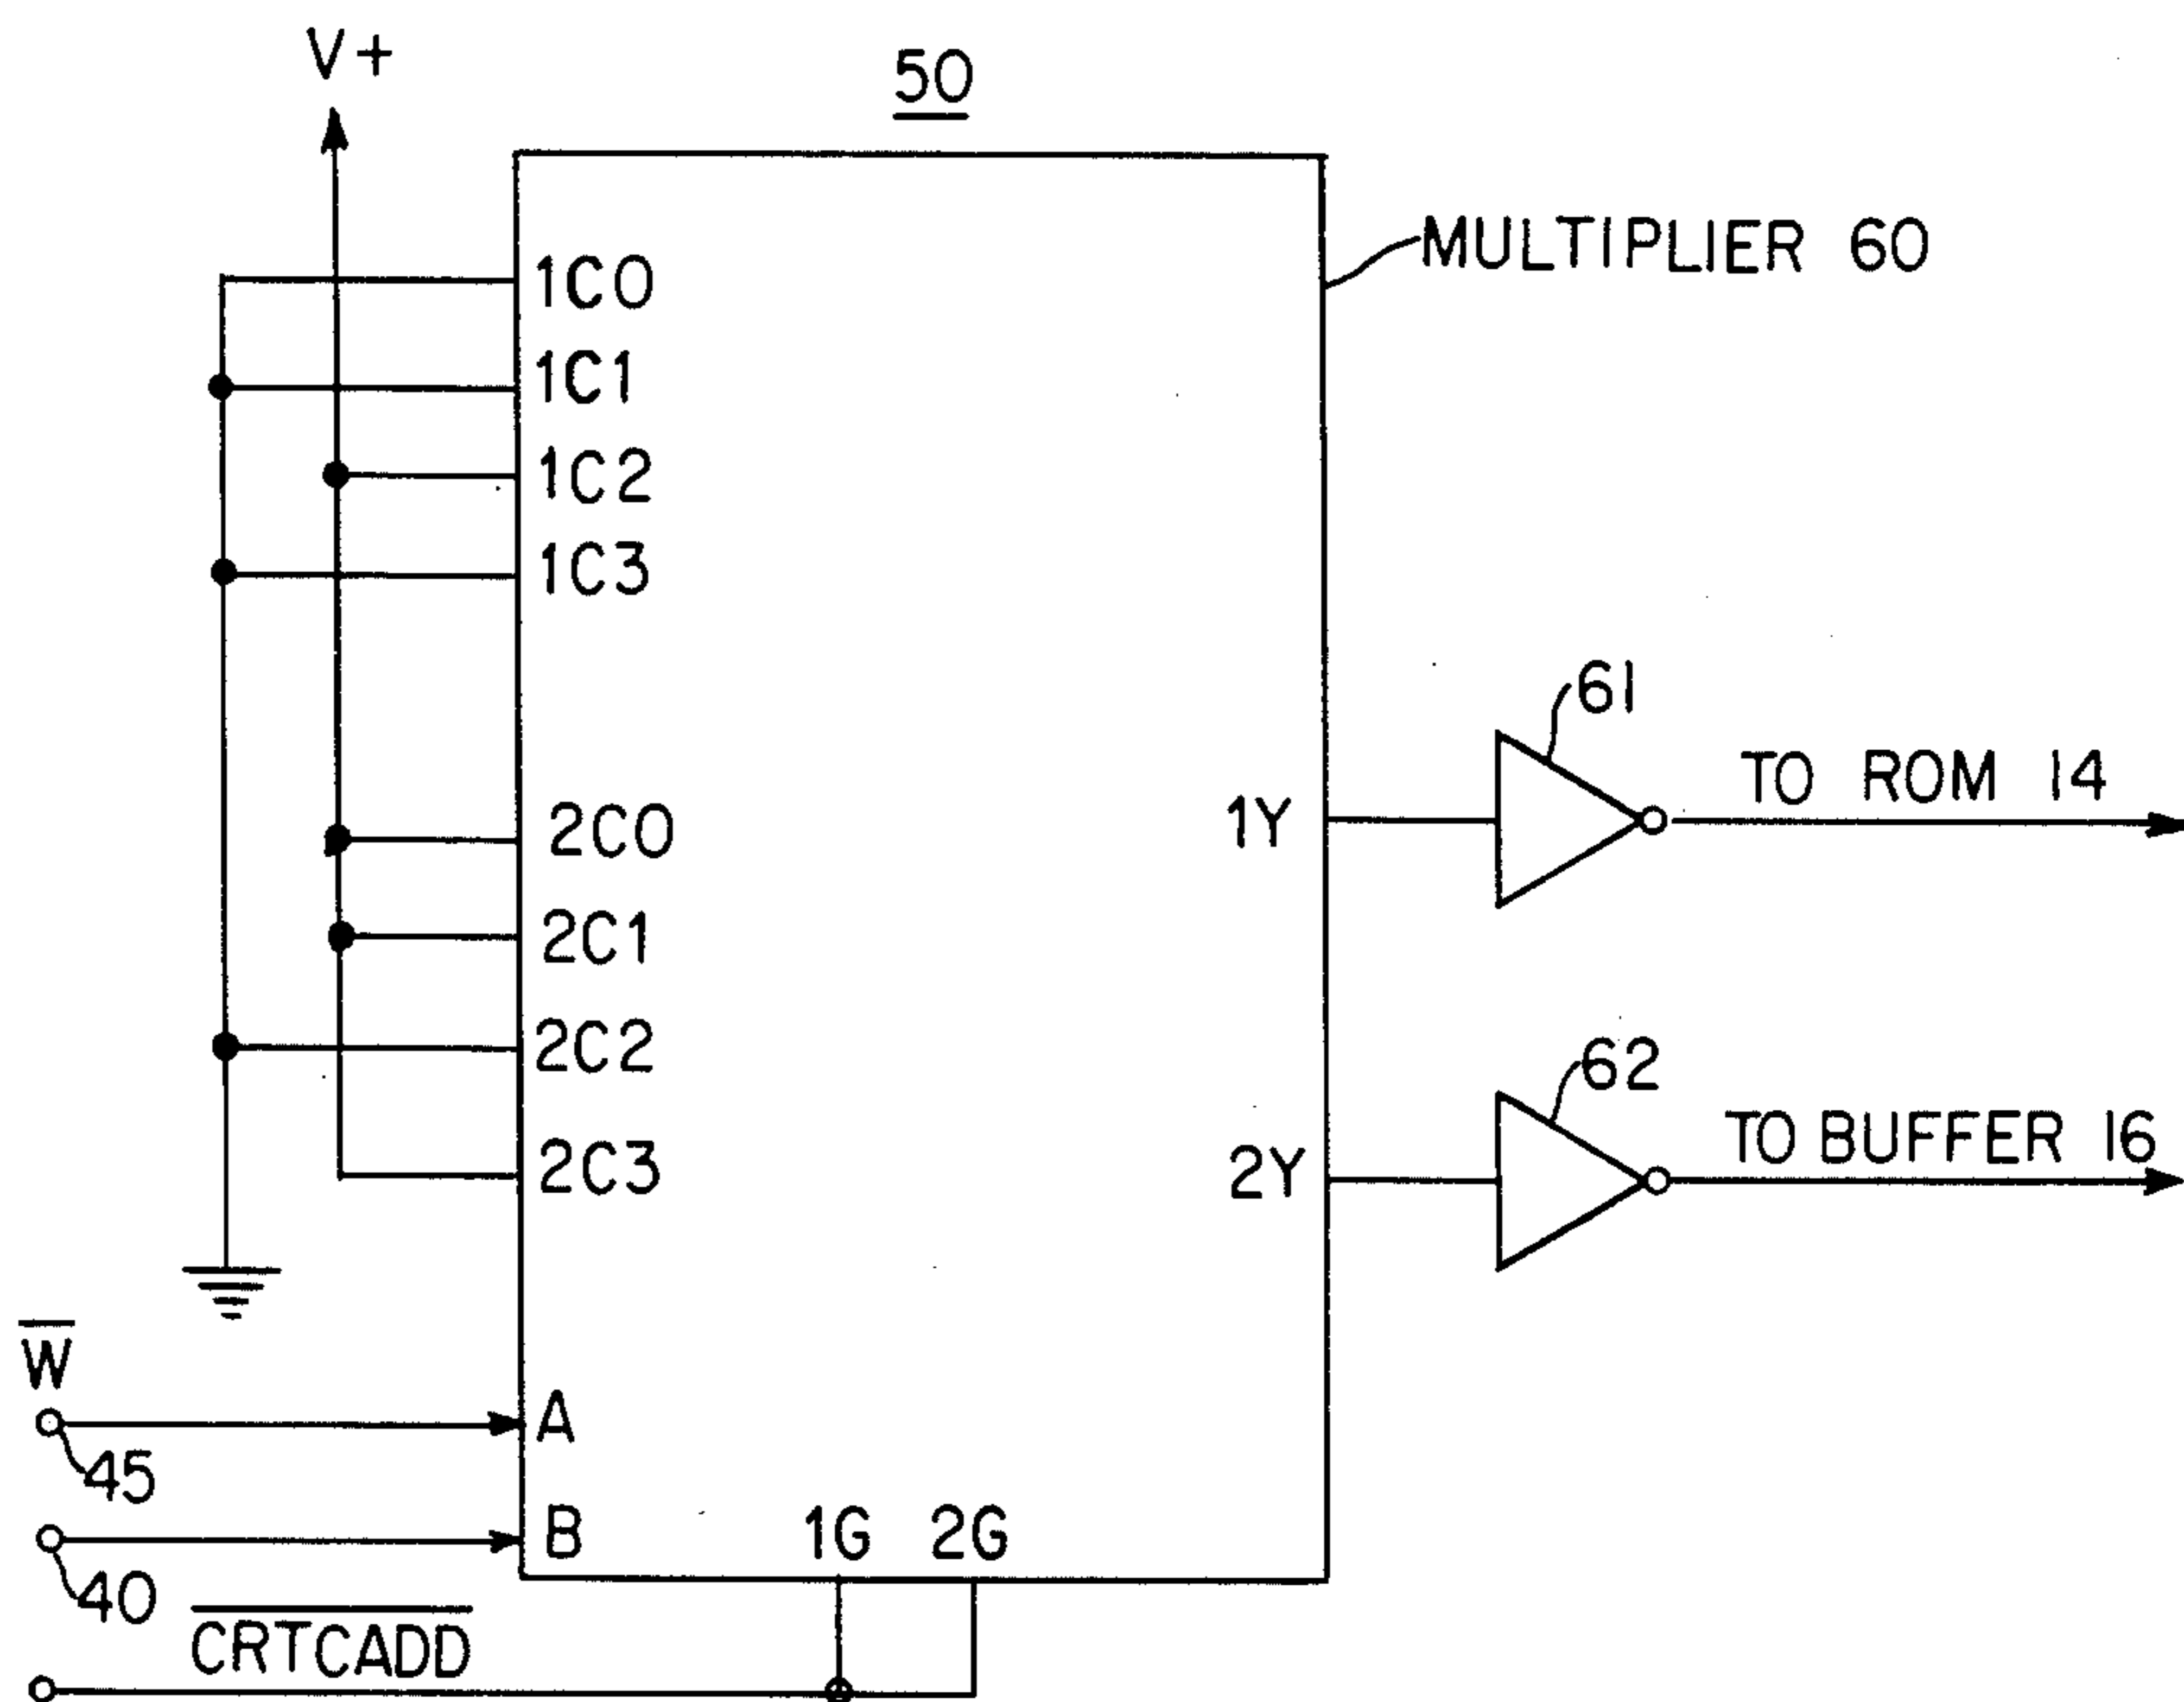 V+
50
MULTIPLIER 60
1C0
1C1
1C2
1C3
61
TO ROM 14
2C0
1Y
2C1
62
2C2
TO BUFFER 16
2C3
2Y
W̅
A
45
B
1G 2G
40
C̅R̅T̅C̅A̅D̅D̅